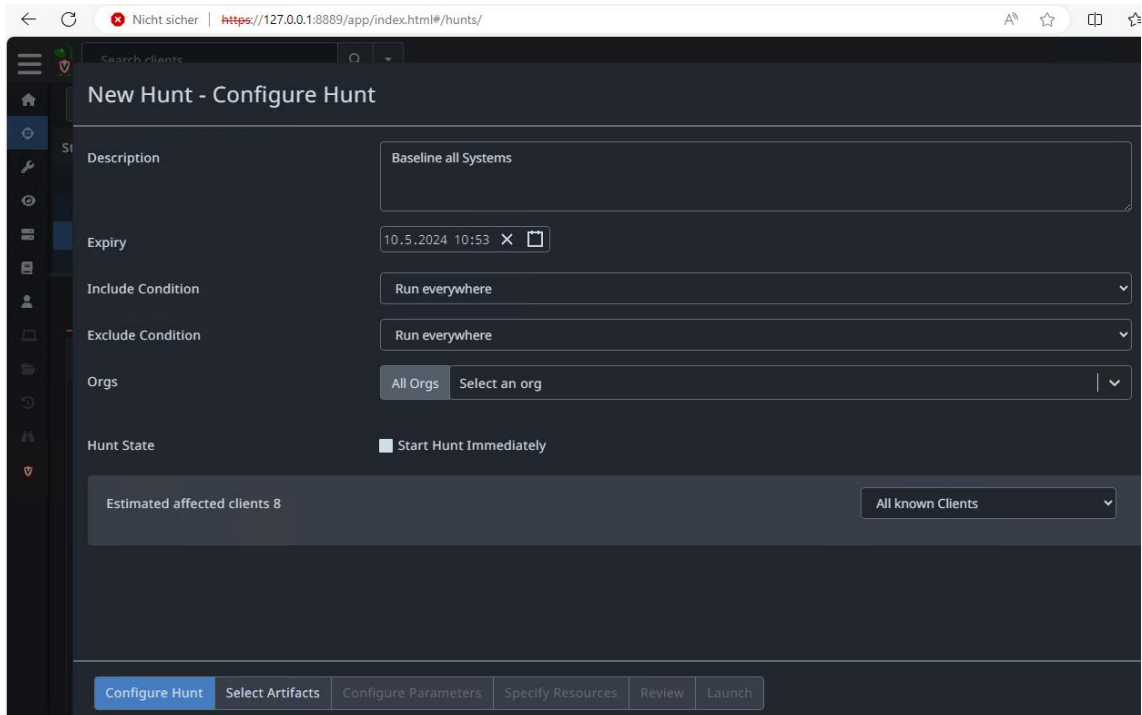 Nicht sicher | https://127.0.0.1:8889/app/index.html#/hunts/
Search clients
New Hunt - Configure Hunt
Description
Baseline all Systems
Expiry
10.5.2024 10:53
Include Condition
Run everywhere
Exclude Condition
Run everywhere
Orgs
All Orgs Select an org
Hunt State
Start Hunt Immediately
Estimated affected clients 8
All known Clients
Configure Hunt Select Artifacts Configure Parameters Specify Resources Review Launch